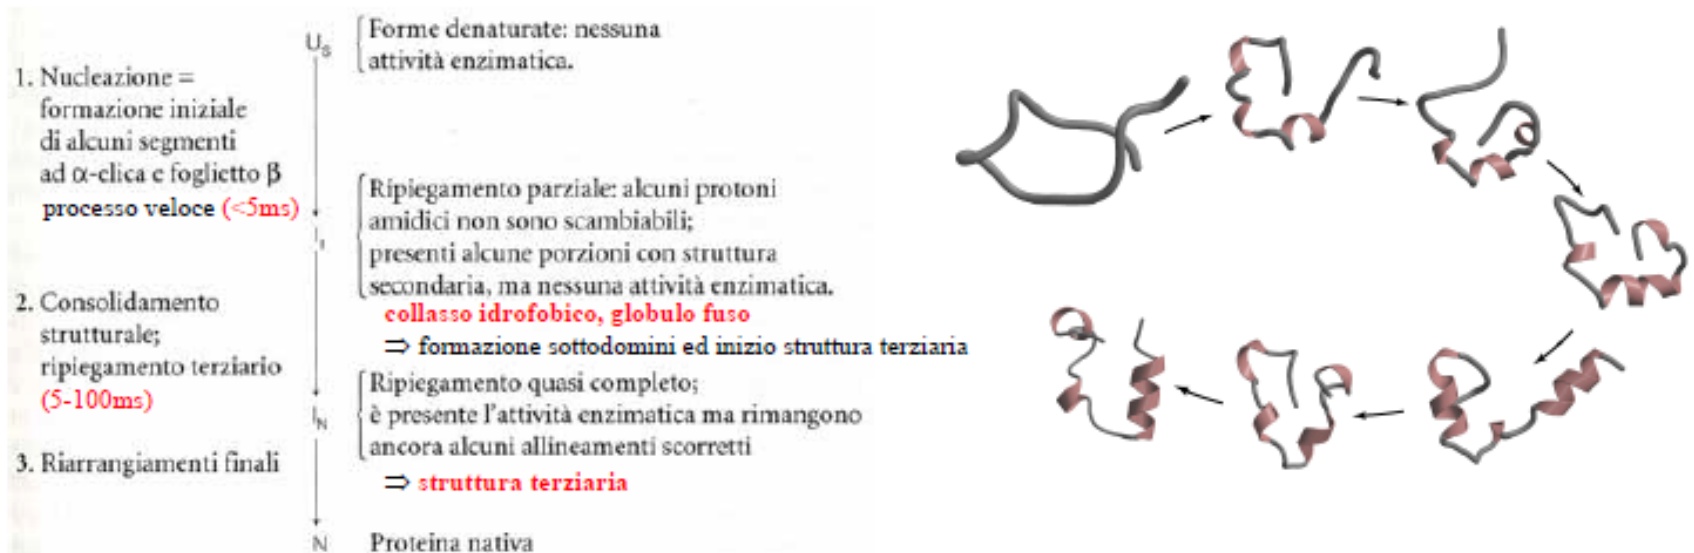 1. Nucleazione =
formazione iniziale
di alcuni segmenti
ad α-elica e foglietto β
processo veloce (<5ms)
2. Consolidamento
strutturale;
ripiegamento terziario
(5-100ms)
3. Riarrangiamenti finali
Us
I1
IN
N
Forme denaturate: nessuna
attività enzimatica.
Ripiegamento parziale: alcuni protoni
amidici non sono scambiabili;
presenti alcune porzioni con struttura
secondaria, ma nessuna attività enzimatica.
collasso idrofobico, globulo fuso
⇒ formazione sottodomini ed inizio struttura terziaria
Ripiegamento quasi completo;
è presente l'attività enzimatica ma rimangono
ancora alcuni allineamenti scorretti
⇒ struttura terziaria
Proteina nativa